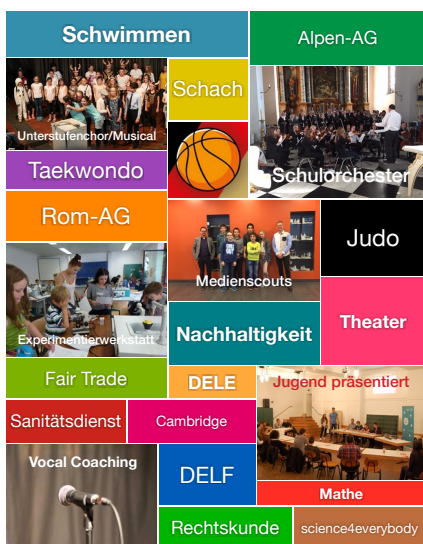 Schwimmen
Alpen-AG
Schach
Unterstufenchor/Musical
Schulorchester
Taekwondo
Rom-AG
Judo
Medienscouts
Experimentierwerkstatt
Nachhaltigkeit
Theater
Fair Trade
DELE
Jugend präsentiert
Sanitätsdienst
Cambridge
Vocal Coaching
DELF
Mathe
Rechtskunde
science4everybody